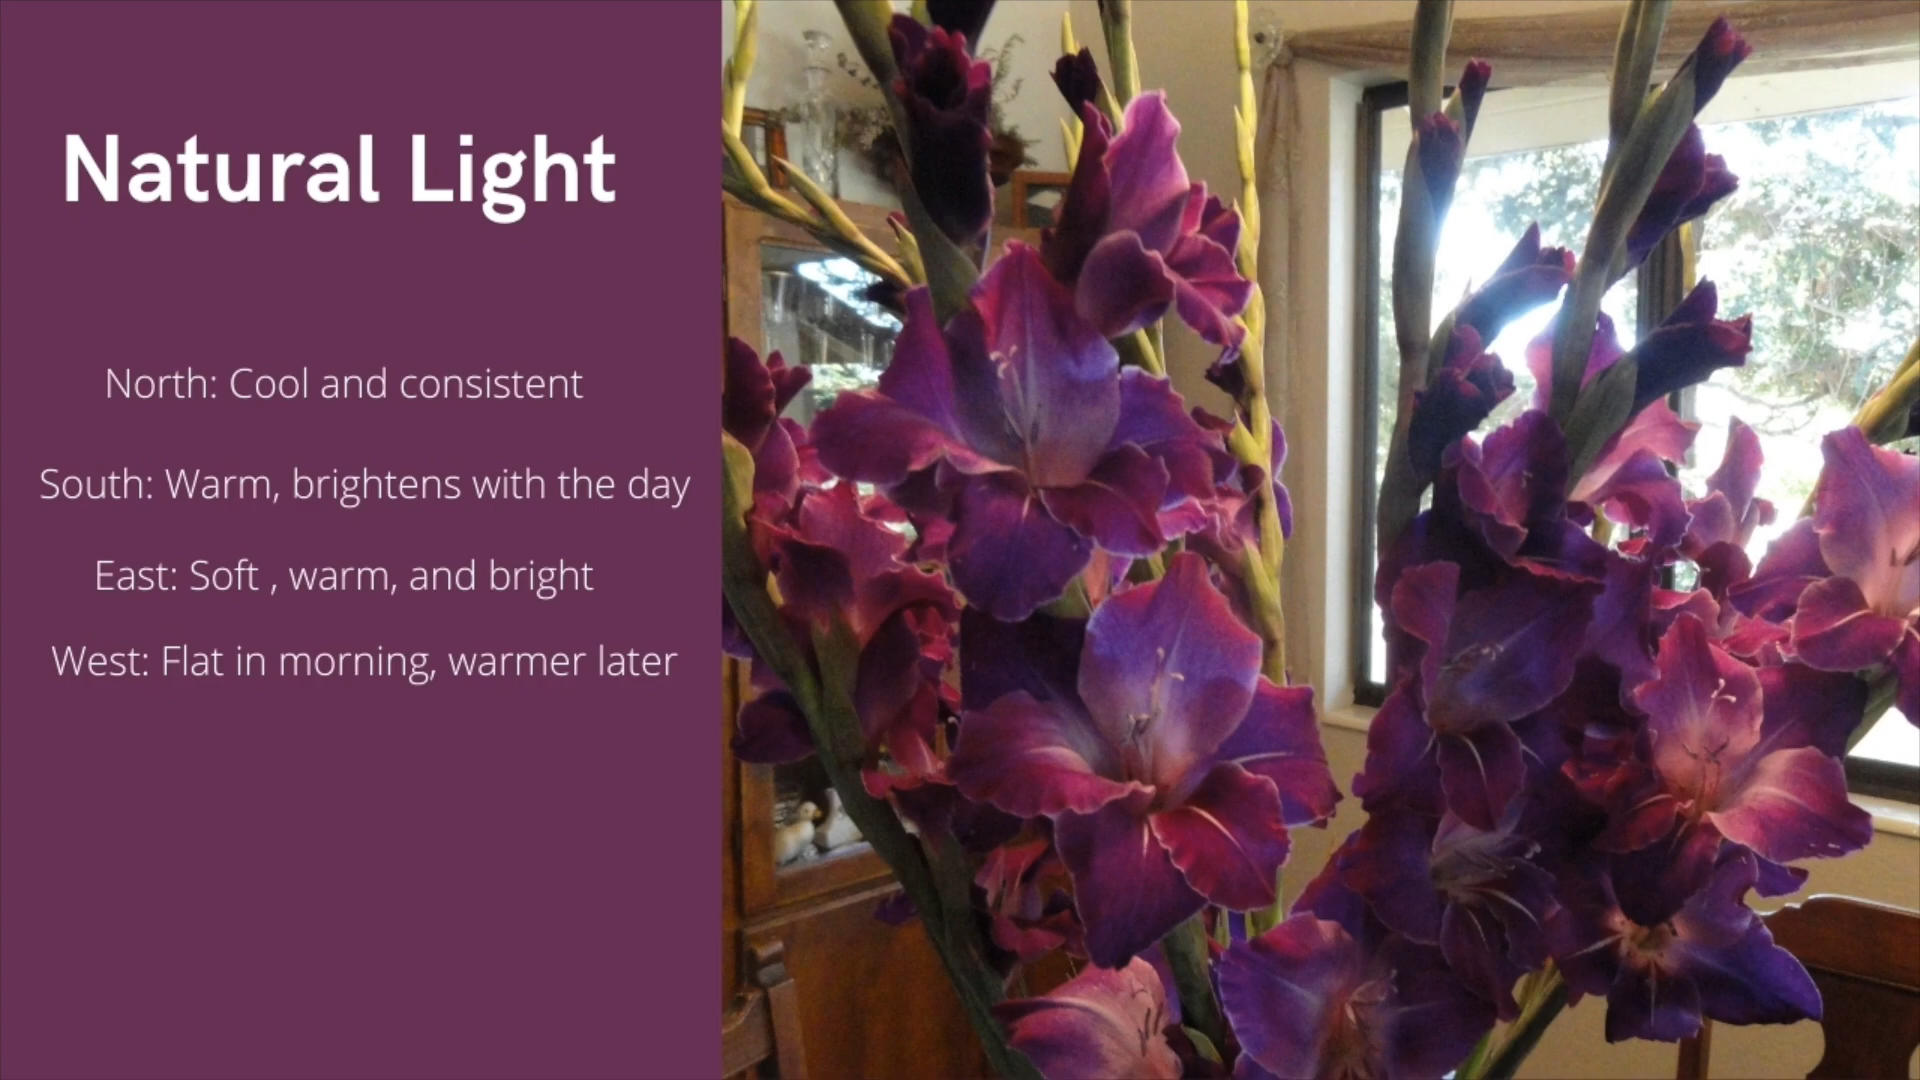 Natural Light
North: Cool and consistent
South: Warm, brightens with the day
East: Soft , warm, and bright
West: Flat in morning, warmer later